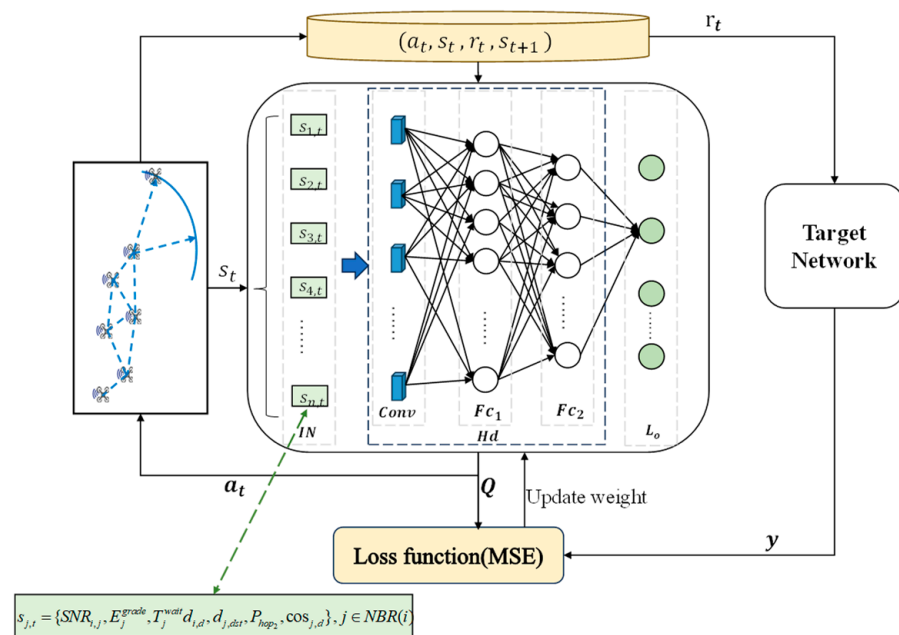 (a_t, s_t, r_t, s_{t+1})
r_t
s_{1,t}
s_{2,t}
s_{3,t}
s_{4,t}
......
s_{n,t}
IN
s_t
Conv
Fc_1
Fc_2
Hd
L_o
......
......
......
......
Target
Network
a_t
Q
Update weight
y
Loss function(MSE)
s_{j,t} = {SNR_{i,j}, E_j^{grade}, T_j^{wait} d_{i,d}, d_{j,dst}, P_{hop_2}, cos_{j,d}}, j ∈ NBR(i)